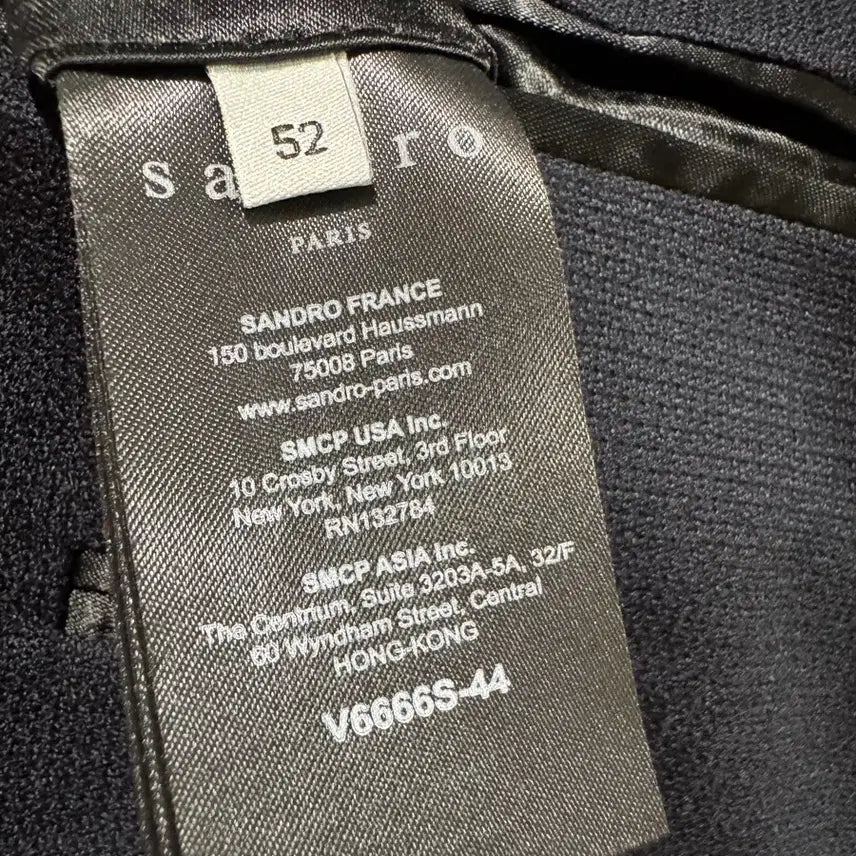 52
sa ro
PARIS
SANDRO FRANCE
150 boulevard Haussmann
75008 Paris
www.sandro-paris.com
SMCP USA Inc.
10 Crosby Street, 3rd Floor
New York, New York 10013
RN132784
SMCP ASIA Inc.
The Centrium, Suite 3203A-5A, 32/F
60 Wyndham Street, Central
HONG-KONG
V6666S-44